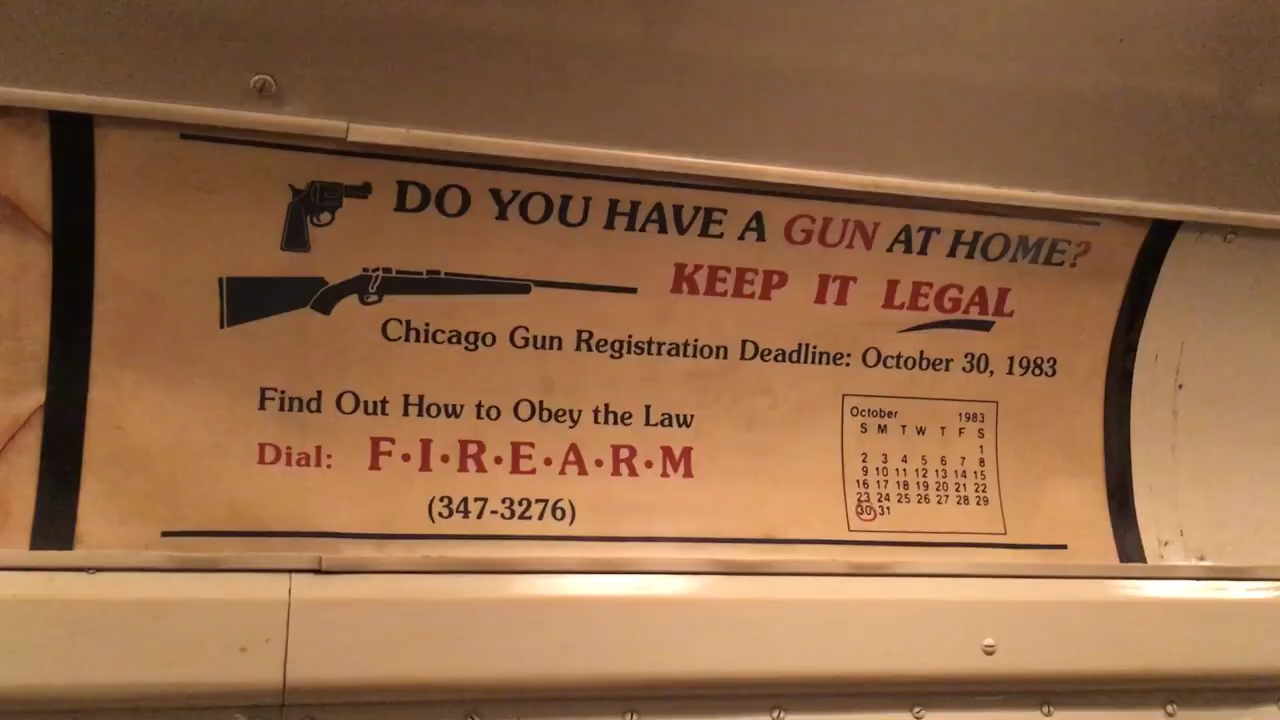 DO YOU HAVE A GUN AT HOME?
KEEP IT LEGAL
Chicago Gun Registration Deadline: October 30, 1983
Find Out How to Obey the Law
Dial: F•I•R•E•A•R•M
(347-3276)
October 1983
S M T W T F S
1
2 3 4 5 6 7 8
9 10 11 12 13 14 15
16 17 18 19 20 21 22
23 24 25 26 27 28 29
30 31